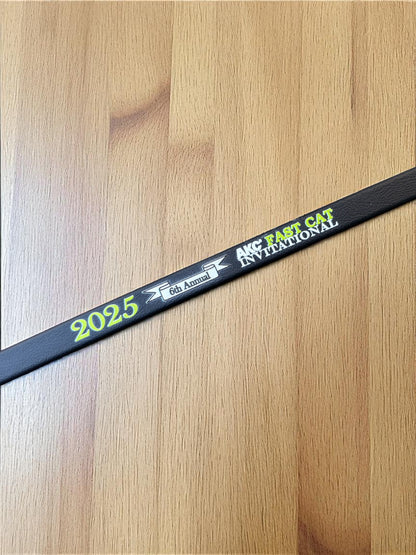 2025
6th Annual
AKC FAST CAT
INVITATIONAL